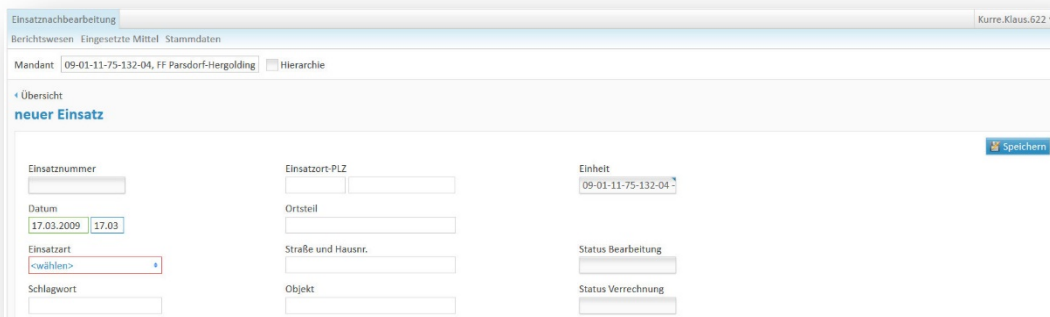 Einsatznachbearbeitung Kurre.Klaus.622
Berichtswesen Eingesetzte Mittel Stammdaten
Mandant 09-01-11-75-132-04, FF Parsdorf-Hergolding Hierarchie
Übersicht
neuer Einsatz
Speichern
Einsatznummer Einsatzort-PLZ Einheit
09-01-11-75-132-04 -
Datum Ortsteil
17.03.2009 17.03
Einsatzart Straße und Hausnr. Status Bearbeitung
<wählen>
Schlagwort Objekt Status Verrechnung